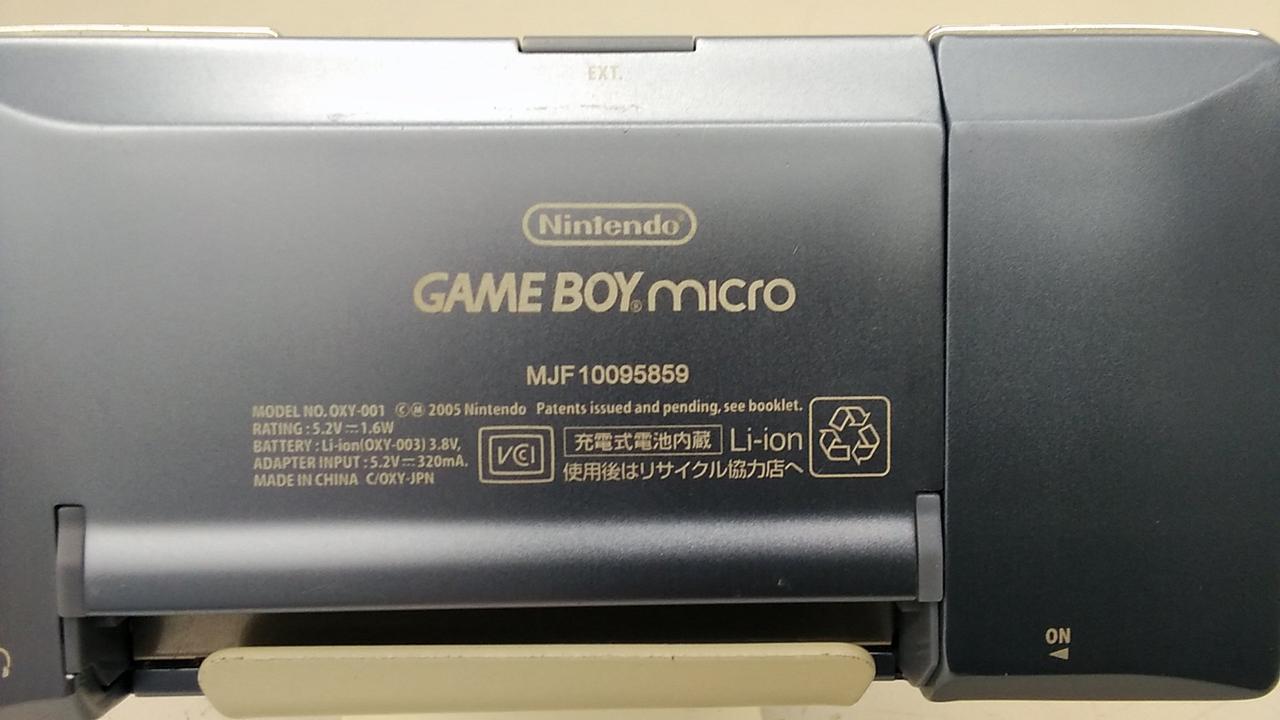 EXT.
Nintendo®
GAME BOY® micro
MJF10095859
MODEL NO. OXY-001 ©Ⓜ 2005 Nintendo Patents issued and pending, see booklet.
RATING : 5.2V⎓1.6W
BATTERY : Li-ion(OXY-003) 3.8V,
ADAPTER INPUT : 5.2V⎓320mA.
MADE IN CHINA C/OXY-JPN
VCCI
充電式電池内蔵 Li-ion
使用後はリサイクル協力店へ
ON